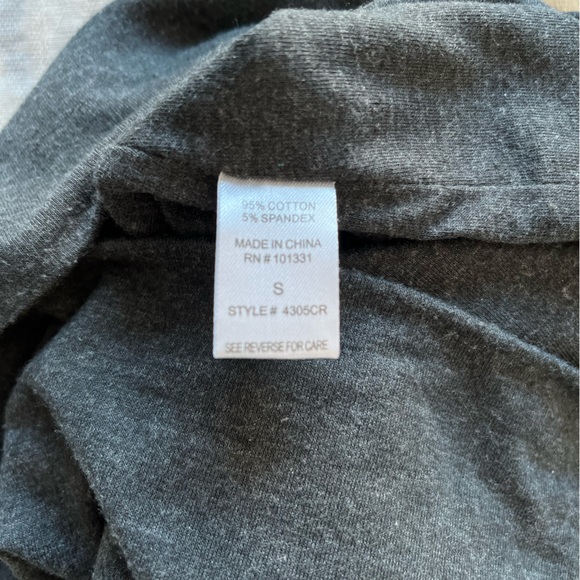 95% COTTON
5% SPANDEX
MADE IN CHINA
RN # 101331
S
STYLE # 4305CR
SEE REVERSE FOR CARE